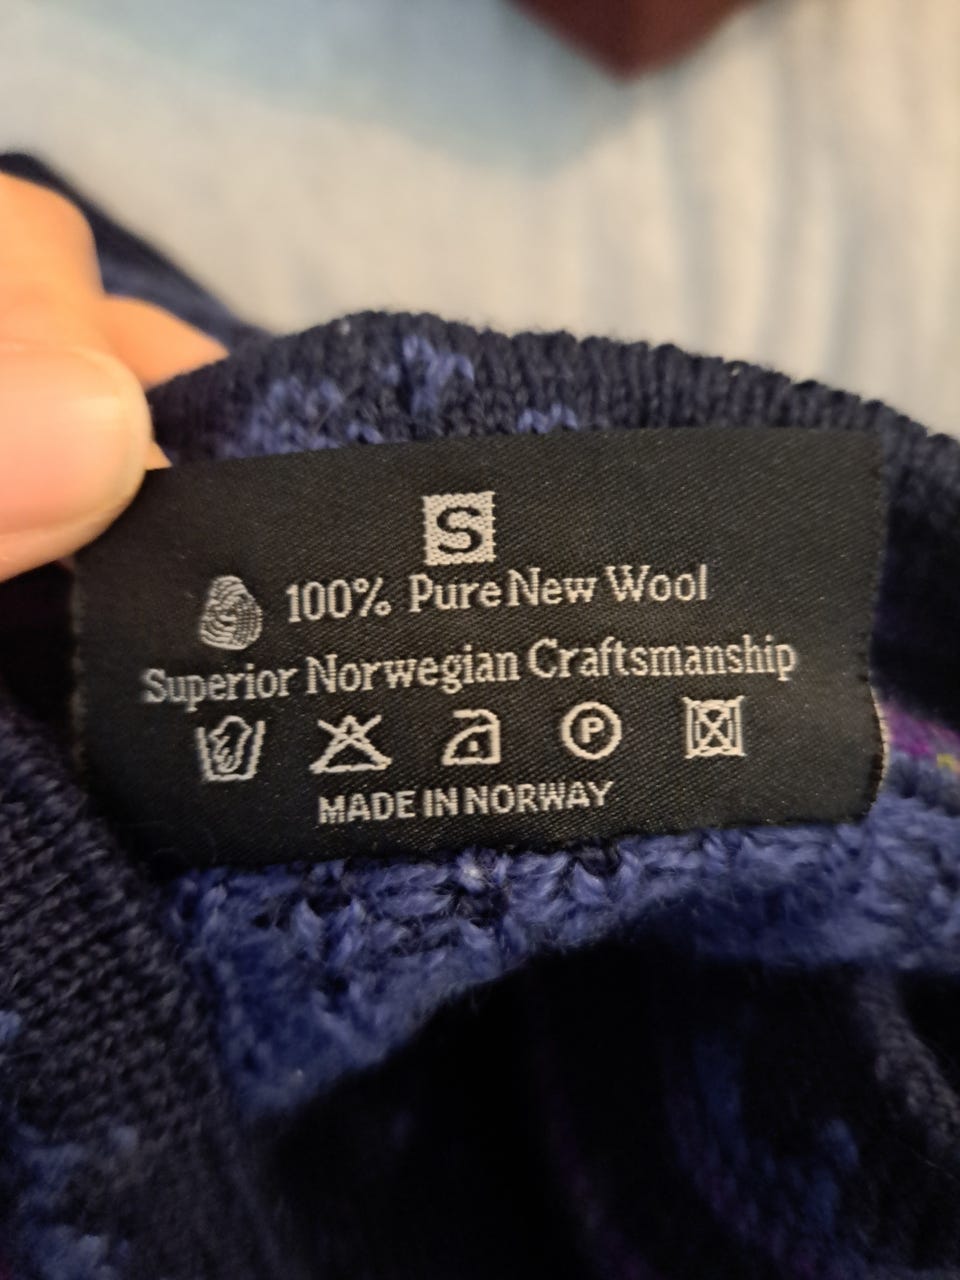 S
100% Pure New Wool
Superior Norwegian Craftsmanship
P
MADE IN NORWAY